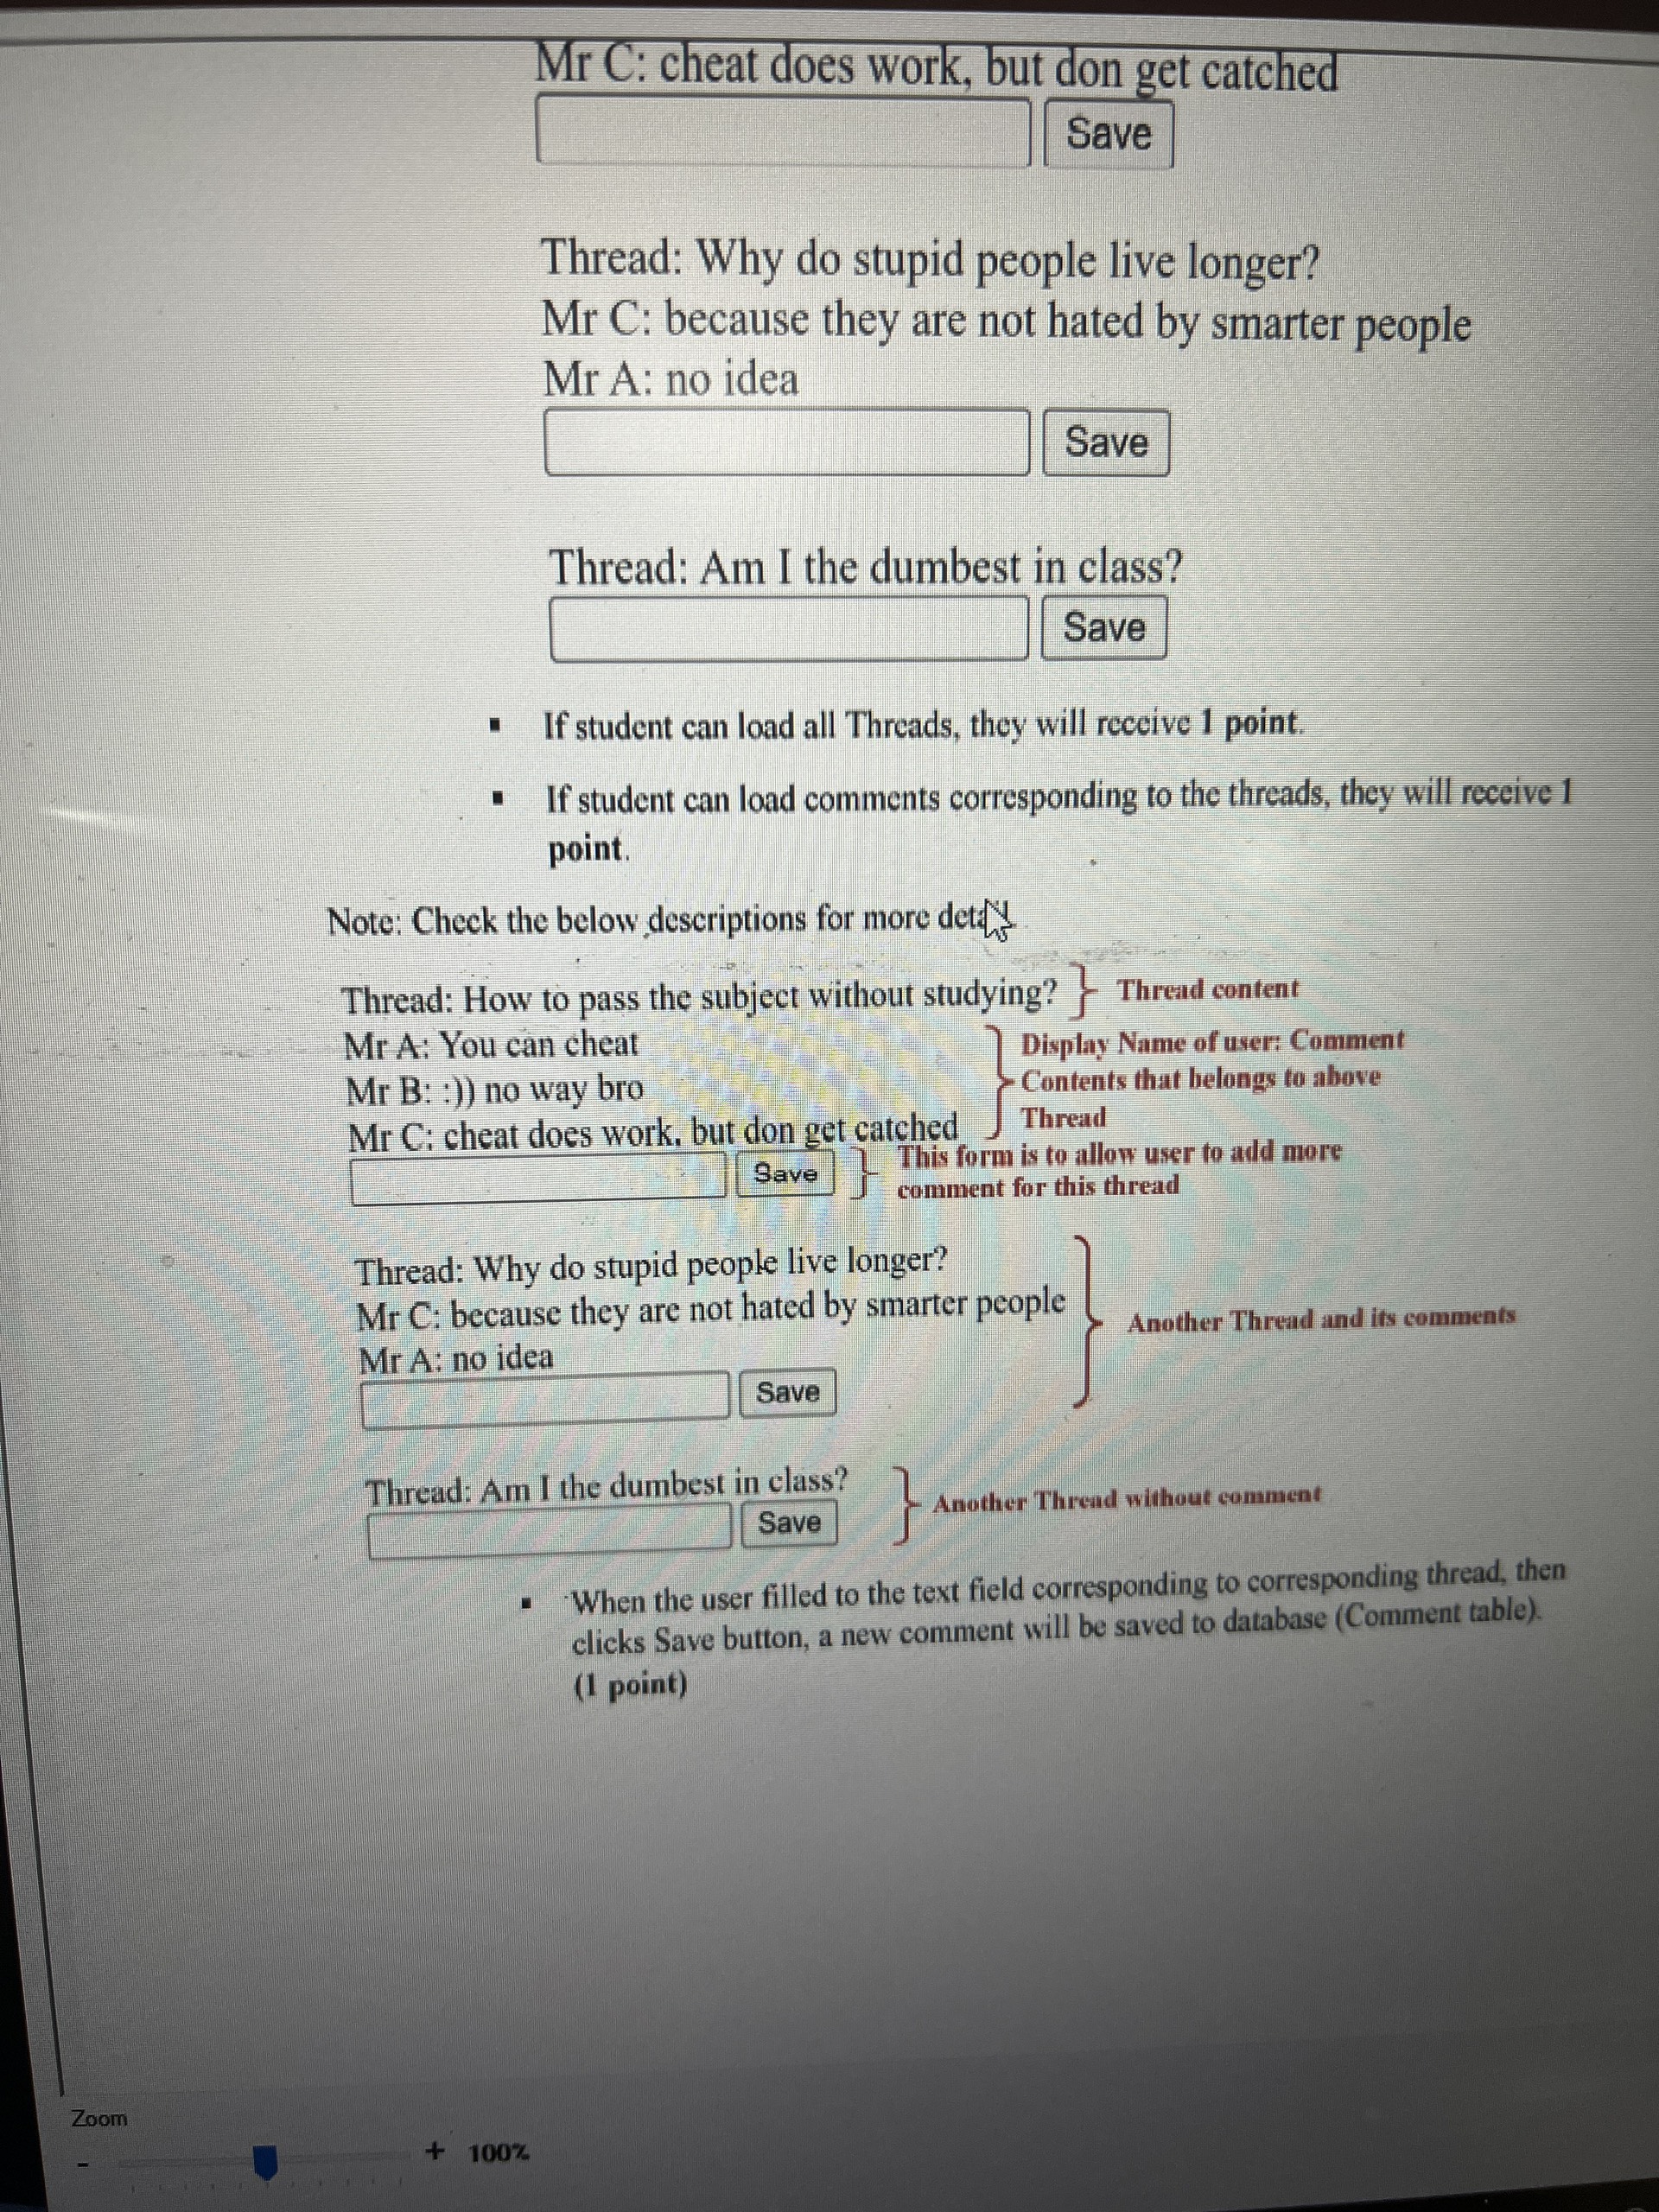 Mr C: cheat does work, but don get catched
Save
Thread: Why do stupid people live longer?
Mr C: because they are not hated by smarter people
Mr A: no idea
Save
Thread: Am I the dumbest in class?
Save
▪ If student can load all Threads, they will receive 1 point.
▪ If student can load comments corresponding to the threads, they will receive 1
point.
Note: Check the below descriptions for more
Thread: How to pass the subject without studying? } Thread content
Mr A: You can cheat
Mr B: :)) no way bro
Mr C: cheat does work, but don get catched
Display Name of user: Comment
Contents that belongs to above
Thread
Save
This form is to allow user to add more
comment for this thread
Thread: Why do stupid people live longer?
Mr C: because they are not hated by smarter people
Mr A: no idea
Another Thread and its comments
Save
Thread: Am I the dumbest in class?
Another Thread without comment
Save
▪ When the user filled to the text field corresponding to corresponding thread, then
clicks Save button, a new comment will be saved to database (Comment table).
(1 point)
Zoom
- + 100%